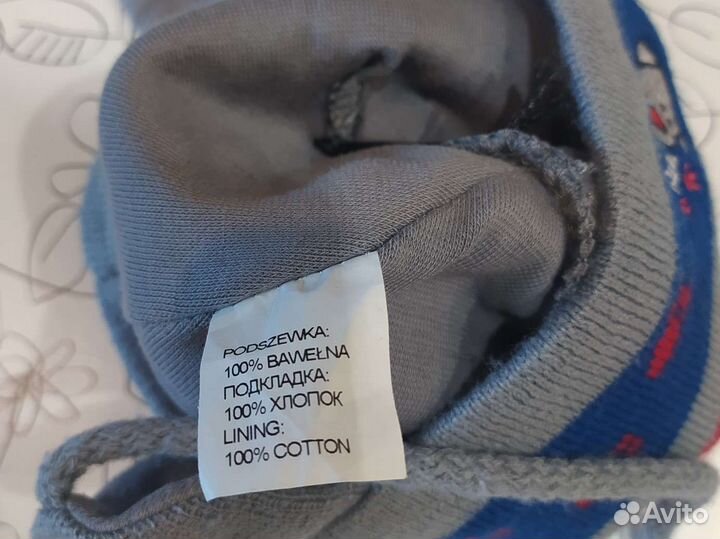 PODSZEWKA:
100% BAWEŁNA
ПОДКЛАДКА:
100% ХЛОПОК
LINING:
100% COTTON
Avito